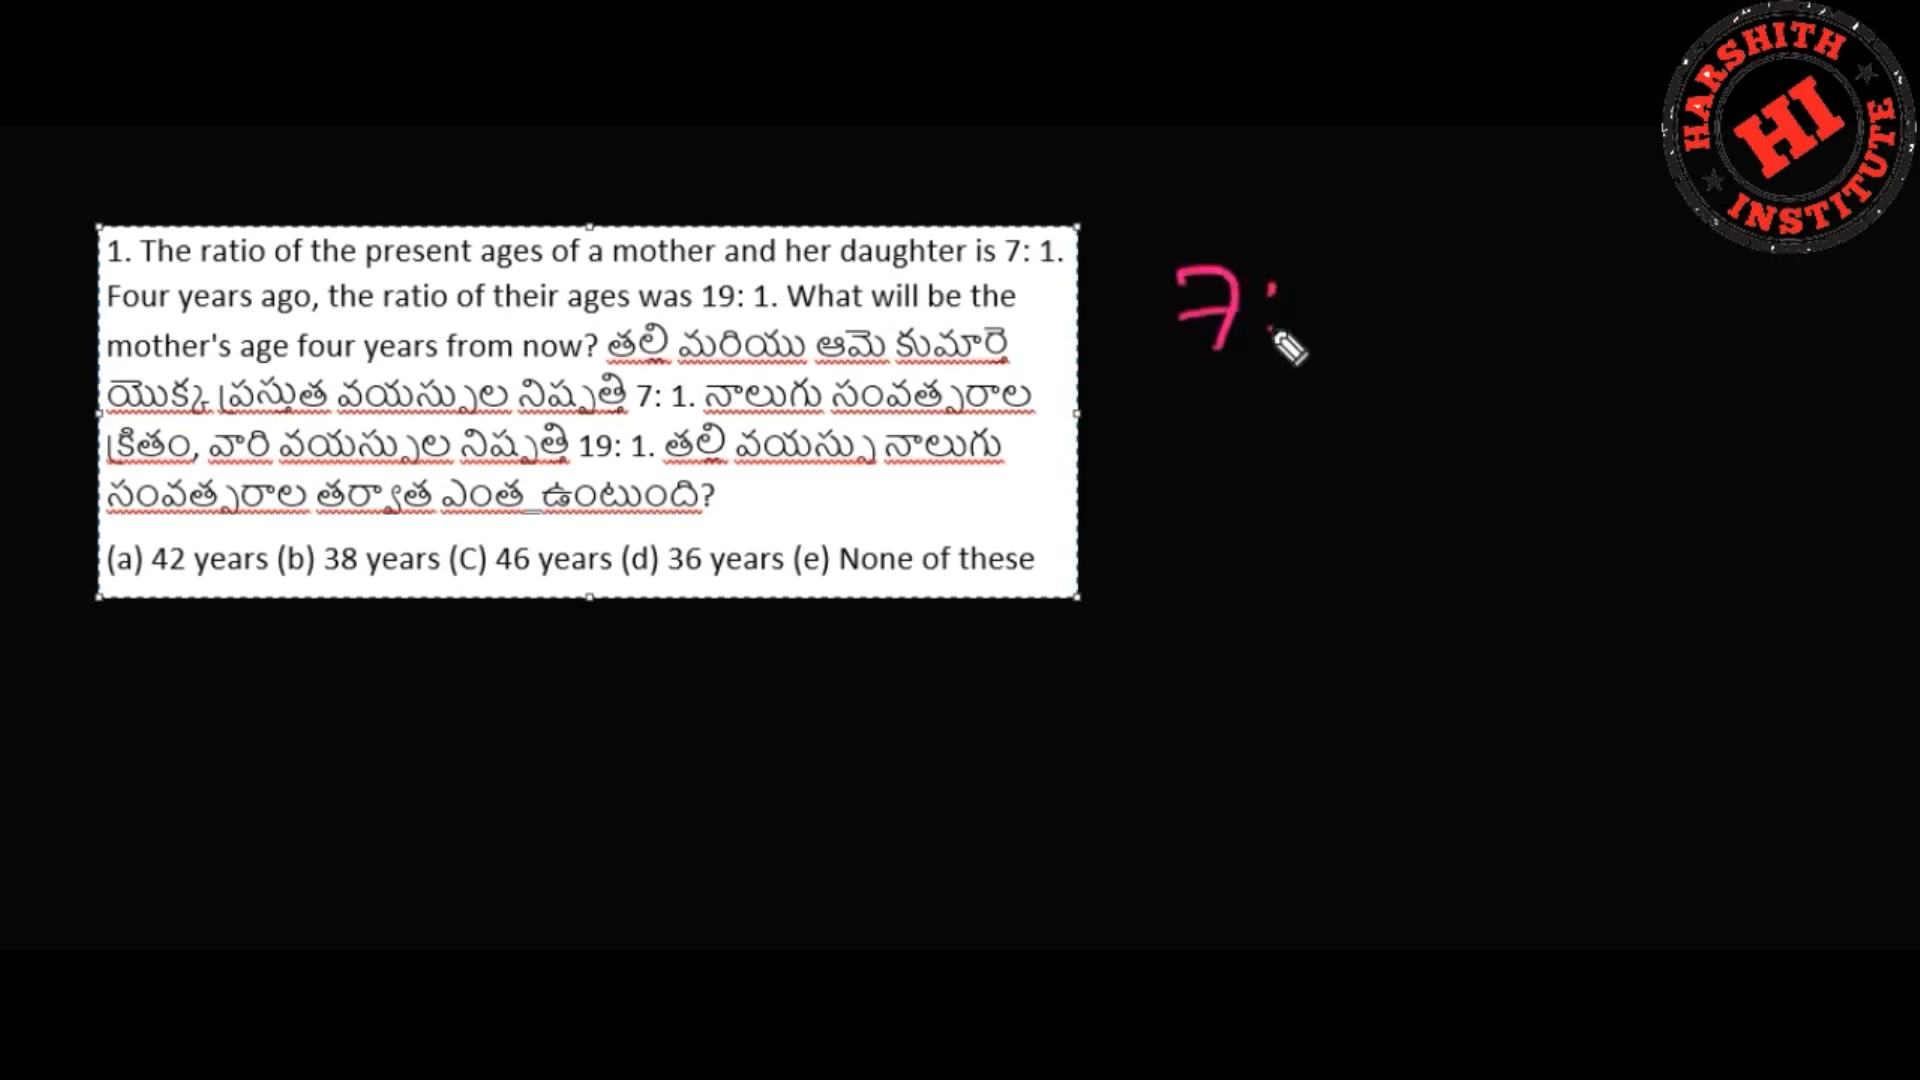 HARSHITH
HI
INSTITUTE
1. The ratio of the present ages of a mother and her daughter is 7: 1.
Four years ago, the ratio of their ages was 19: 1. What will be the
mother's age four years from now? తల్లి మరియు ఆమె కుమార్తె
యొక్క ప్రస్తుత వయస్సుల నిష్పత్తి 7: 1. నాలుగు సంవత్సరాల
క్రితం, వారి వయస్సుల నిష్పత్తి 19: 1. తల్లి వయస్సు నాలుగు
సంవత్సరాల తర్వాత ఎంత ఉంటుంది?
(a) 42 years (b) 38 years (C) 46 years (d) 36 years (e) None of these
7: